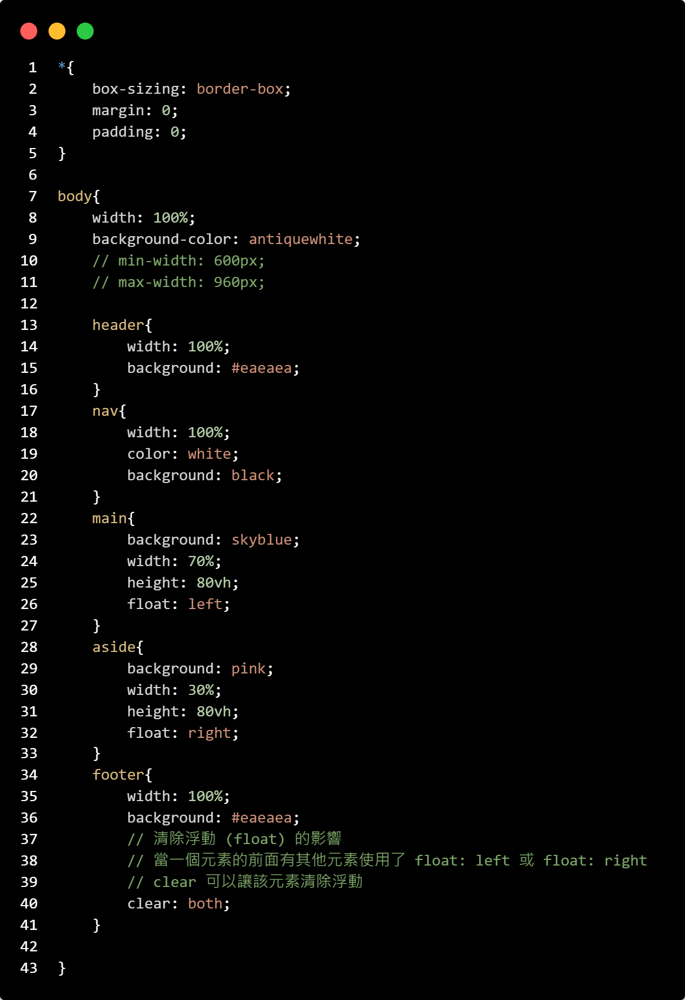 1 *{
2     box-sizing: border-box;
3     margin: 0;
4     padding: 0;
5 }
6
7 body{
8     width: 100%;
9     background-color: antiquewhite;
10     // min-width: 600px;
11     // max-width: 960px;
12
13     header{
14         width: 100%;
15         background: #eaeaea;
16     }
17     nav{
18         width: 100%;
19         color: white;
20         background: black;
21     }
22     main{
23         background: skyblue;
24         width: 70%;
25         height: 80vh;
26         float: left;
27     }
28     aside{
29         background: pink;
30         width: 30%;
31         height: 80vh;
32         float: right;
33     }
34     footer{
35         width: 100%;
36         background: #eaeaea;
37         // 清除浮動 (float) 的影響
38         // 當一個元素的前面有其他元素使用了 float: left 或 float: right
39         // clear 可以讓該元素清除浮動
40         clear: both;
41     }
42
43 }